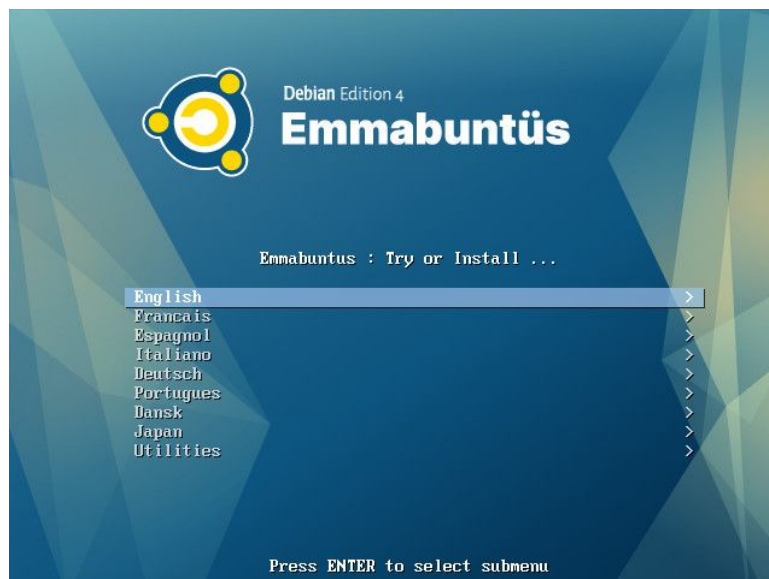 Debian Edition 4
Emmabuntüs
Emmabuntus : Try or Install ...
English >
Francais >
Espagnol >
Italiano >
Deutsch >
Portugues >
Dansk >
Japan >
Utilities >
Press ENTER to select submenu